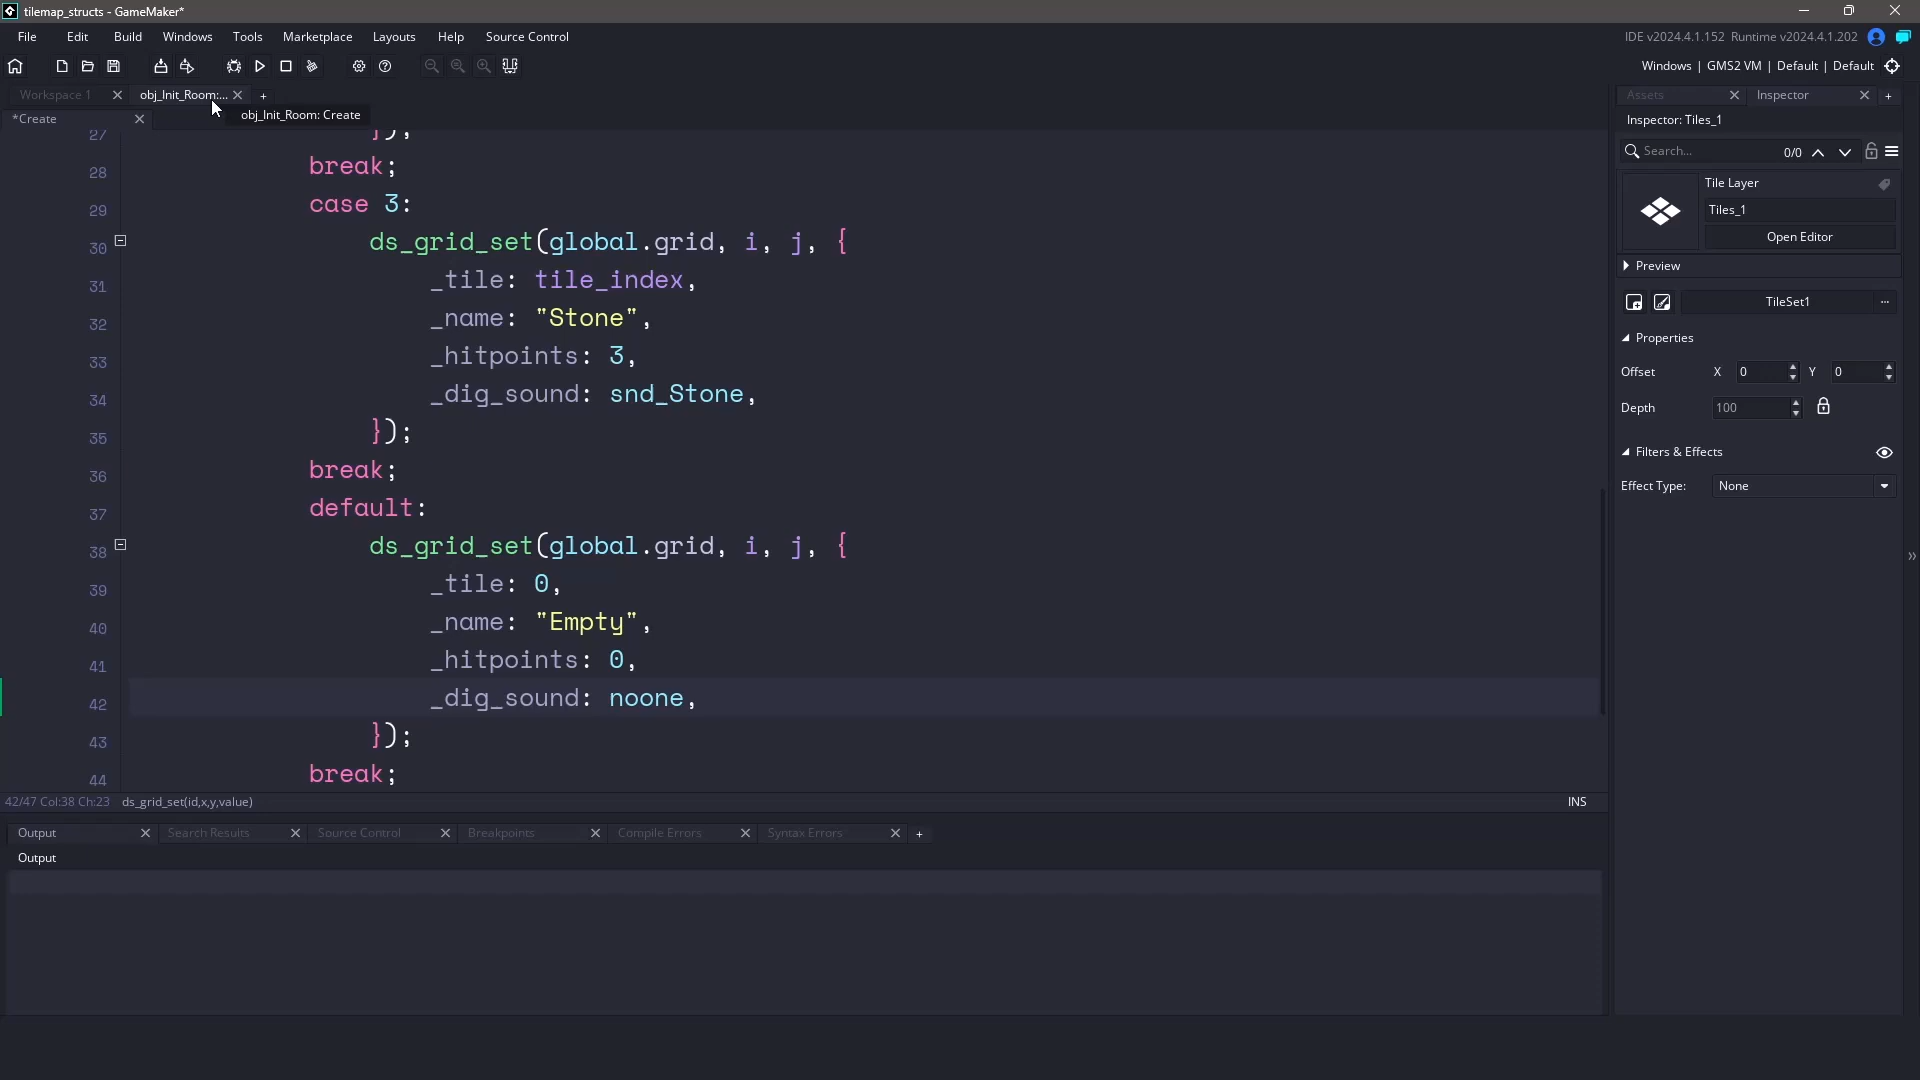 tilemap_structs - GameMaker*
File Edit Build Windows Tools Marketplace Layouts Help Source Control
IDE v2024.4.1.152 Runtime v2024.4.1.202
Windows | GMS2 VM | Default | Default
Workspace 1
obj_Init_Room:...
obj_Init_Room: Create
*Create
27 });
28 break;
29 case 3:
30 ds_grid_set(global.grid, i, j, {
31 _tile: tile_index,
32 _name: "Stone",
33 _hitpoints: 3,
34 _dig_sound: snd_Stone,
35 });
36 break;
37 default:
38 ds_grid_set(global.grid, i, j, {
39 _tile: 0,
40 _name: "Empty",
41 _hitpoints: 0,
42 _dig_sound: noone,
43 });
44 break;
42/47 Col:38 Ch:23 ds_grid_set(id,x,y,value)
INS
Output Search Results Source Control Breakpoints Compile Errors Syntax Errors
Output
Assets Inspector
Inspector: Tiles_1
Search... 0/0
Tile Layer
Tiles_1
Open Editor
Preview
TileSet1 ...
Properties
Offset X 0 Y 0
Depth 100
Filters & Effects
Effect Type: None